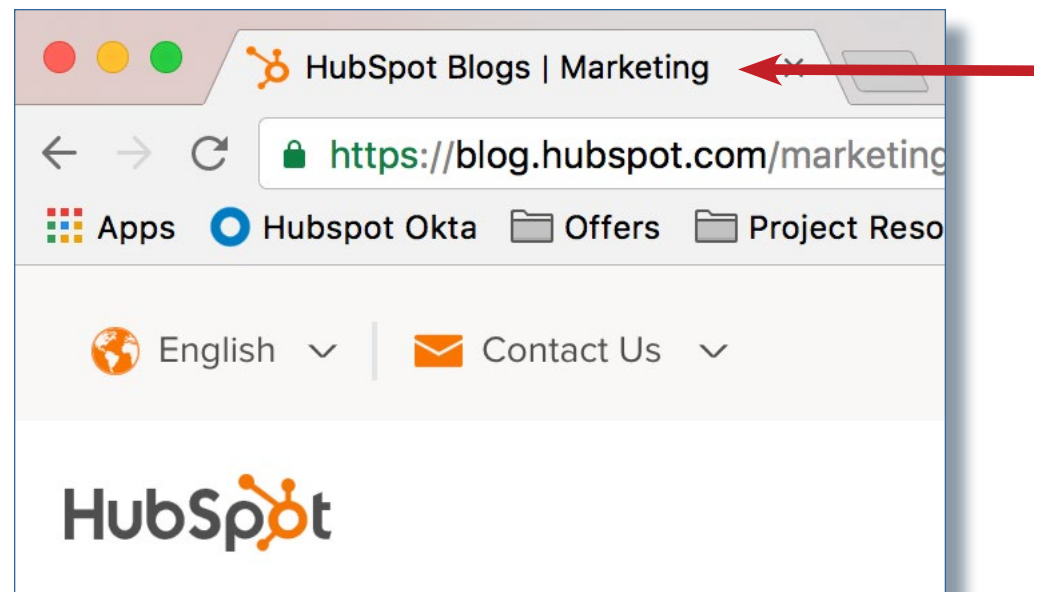 HubSpot Blogs | Marketing
https://blog.hubspot.com/marketing
Apps Hubspot Okta Offers Project Reso
English Contact Us
HubSpot